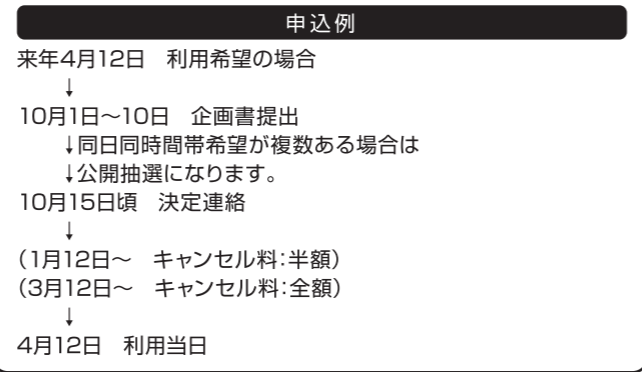 申込例
来年4月12日　利用希望の場合
↓
10月1日～10日　企画書提出
↓同日同時間帯希望が複数ある場合は
↓公開抽選になります。
10月15日頃　決定連絡
↓
（1月12日～　キャンセル料：半額）
（3月12日～　キャンセル料：全額）
↓
4月12日　利用当日